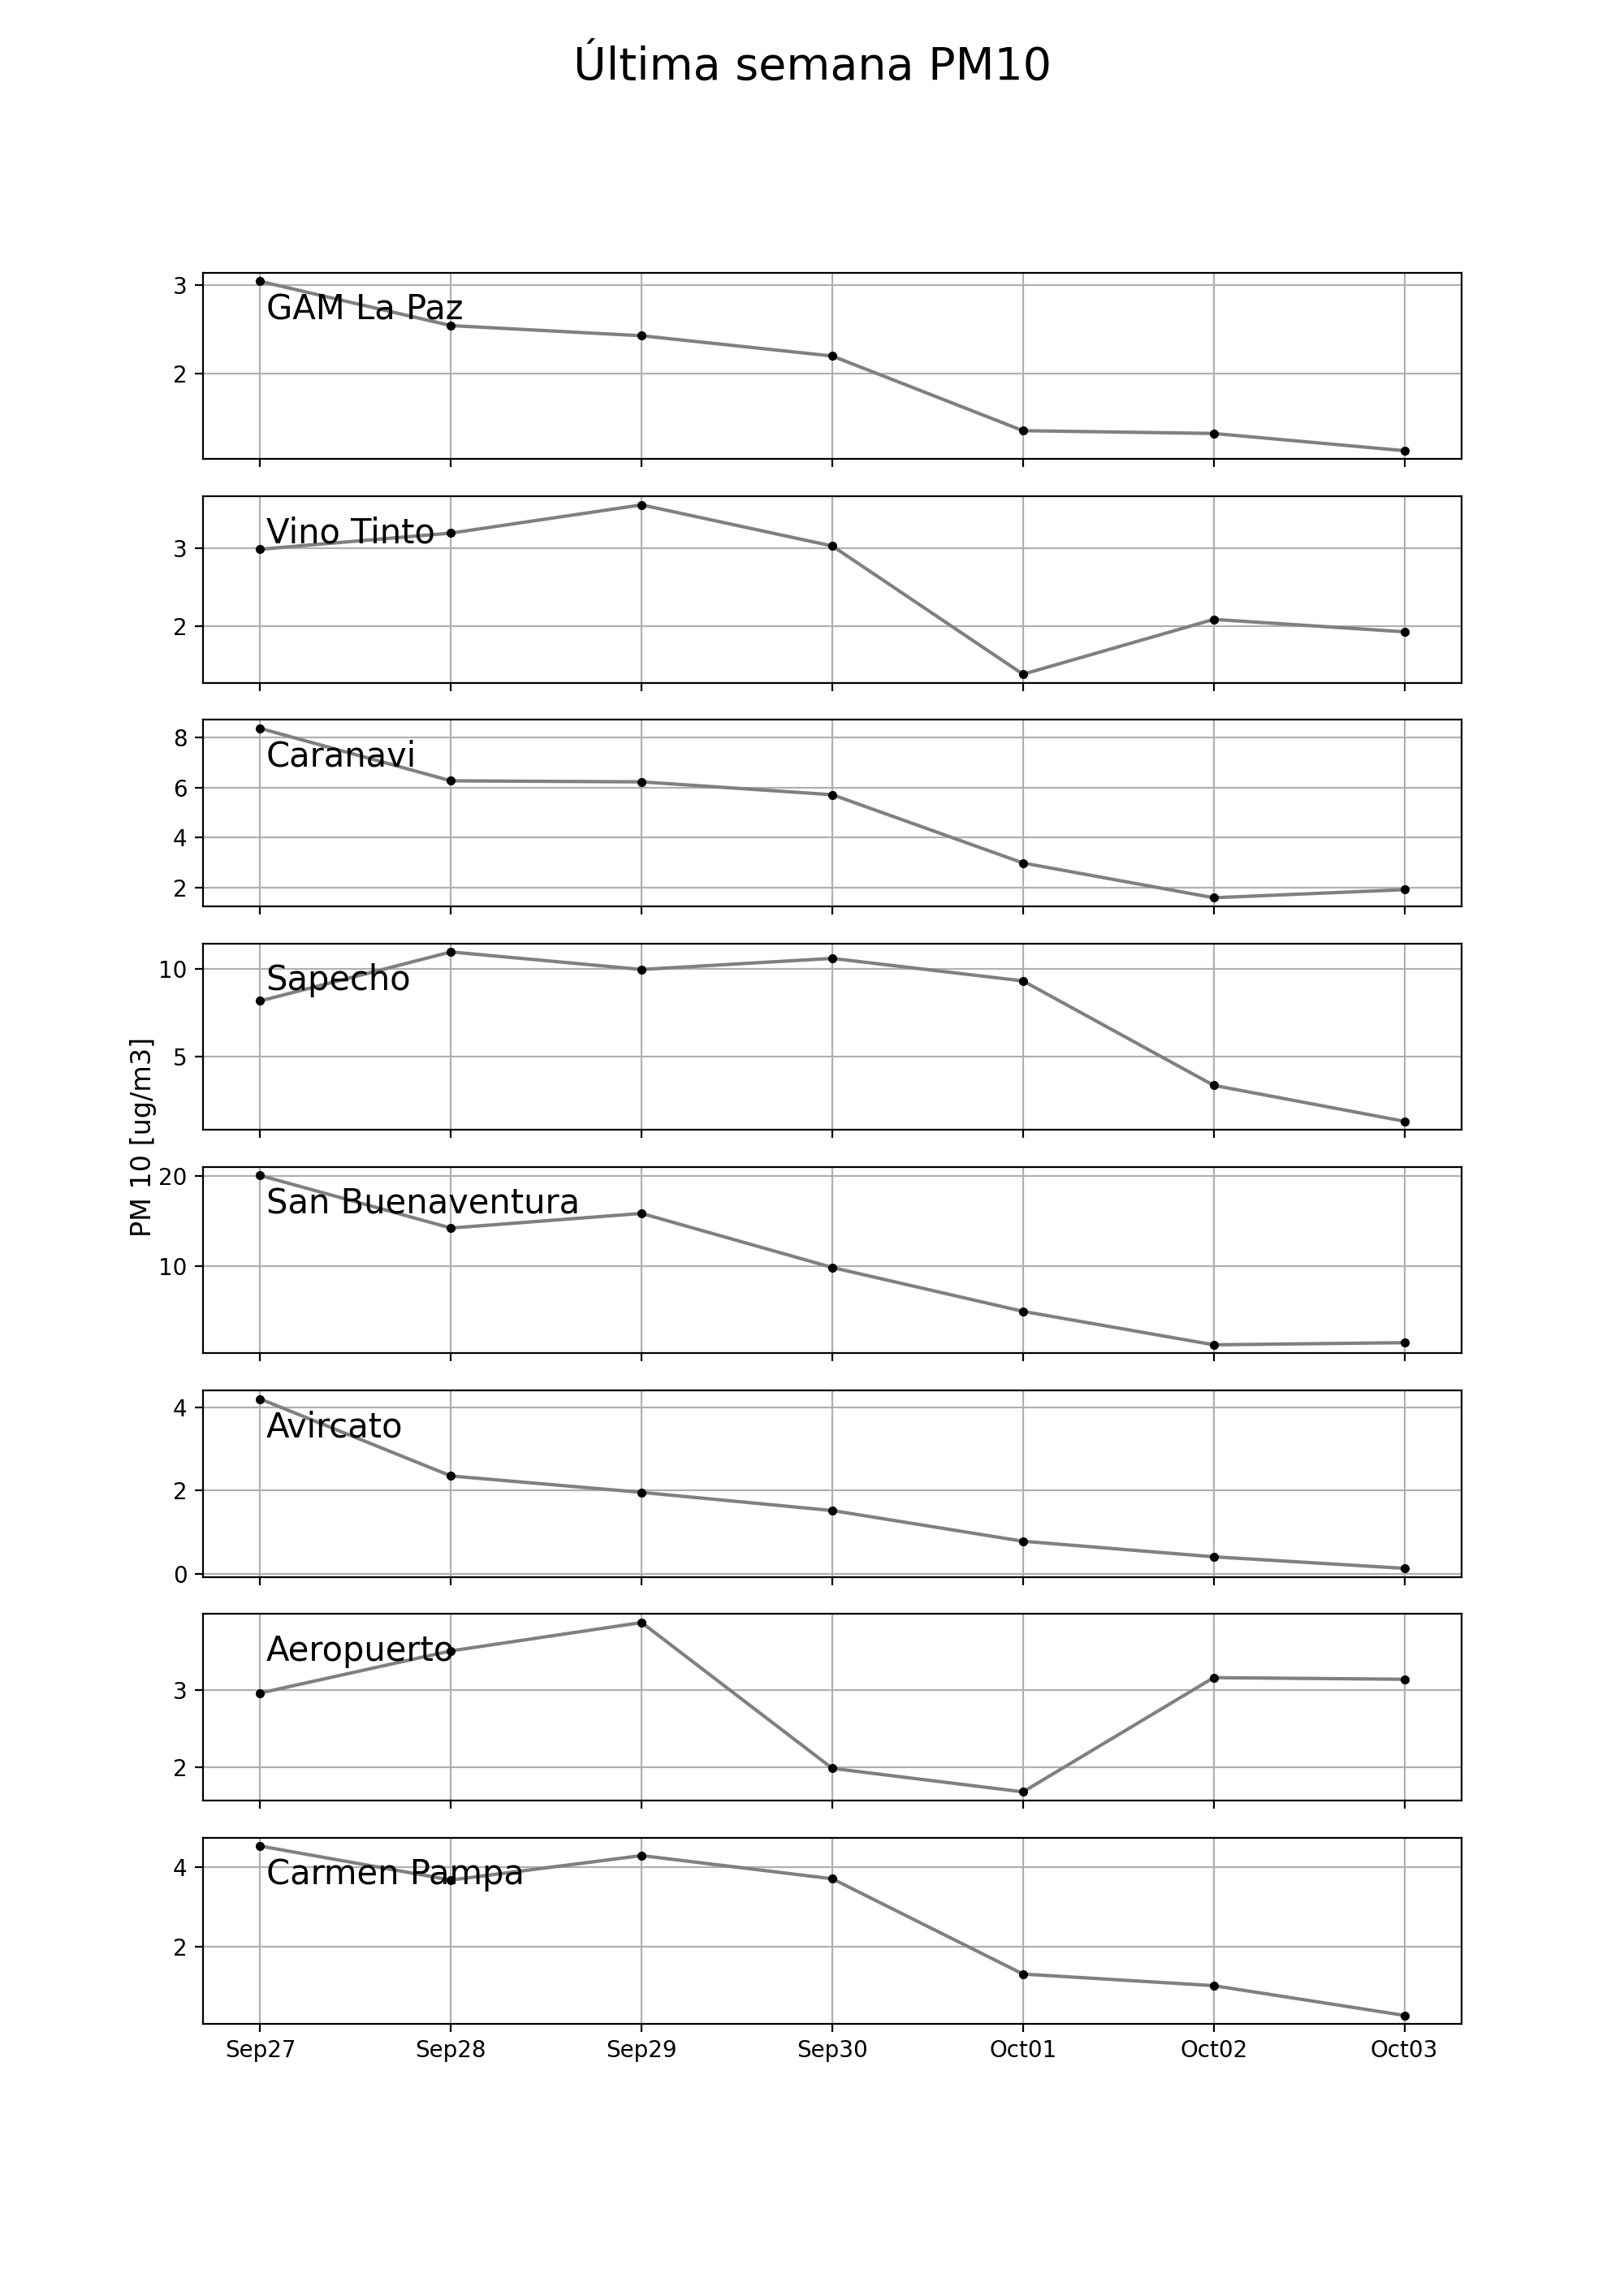 Última semana PM10
PM 10 [ug/m3]
GAM La Paz
3
2
Vino Tinto
3
2
Caranavi
8
6
4
2
Sapecho
10
5
San Buenaventura
20
10
Avircato
4
2
0
Aeropuerto
3
2
Carmen Pampa
4
2
Sep27 Sep28 Sep29 Sep30 Oct01 Oct02 Oct03